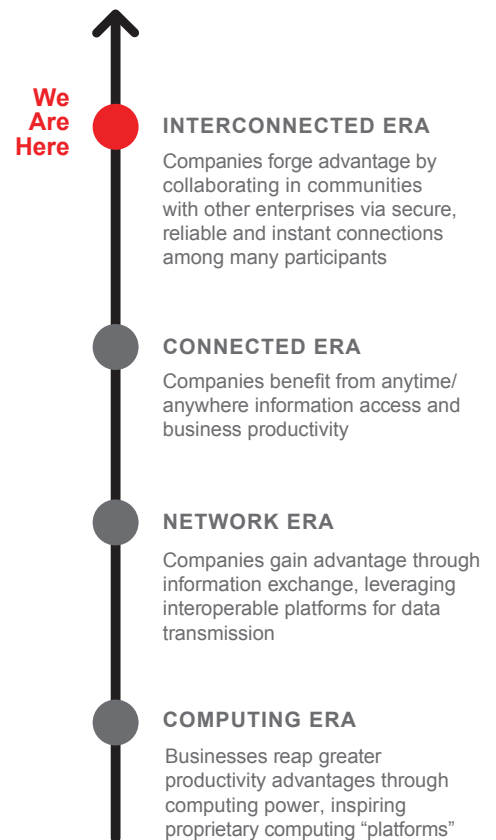 We
Are
Here
INTERCONNECTED ERA
Companies forge advantage by
collaborating in communities
with other enterprises via secure,
reliable and instant connections
among many participants
CONNECTED ERA
Companies benefit from anytime/
anywhere information access and
business productivity
NETWORK ERA
Companies gain advantage through
information exchange, leveraging
interoperable platforms for data
transmission
COMPUTING ERA
Businesses reap greater
productivity advantages through
computing power, inspiring
proprietary computing “platforms”